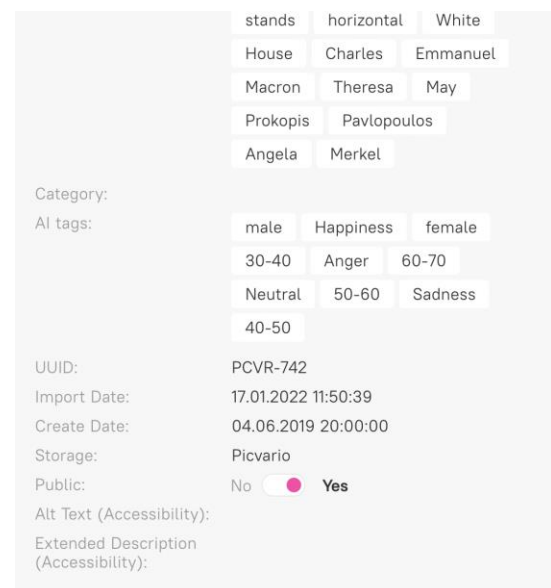 stands horizontal White
House Charles Emmanuel
Macron Theresa May
Prokopis Pavlopoulos
Angela Merkel
Category:
AI tags: male Happiness female
30-40 Anger 60-70
Neutral 50-60 Sadness
40-50
UUID: PCVR-742
Import Date: 17.01.2022 11:50:39
Create Date: 04.06.2019 20:00:00
Storage: Picvario
Public: No Yes
Alt Text (Accessibility):
Extended Description
(Accessibility):